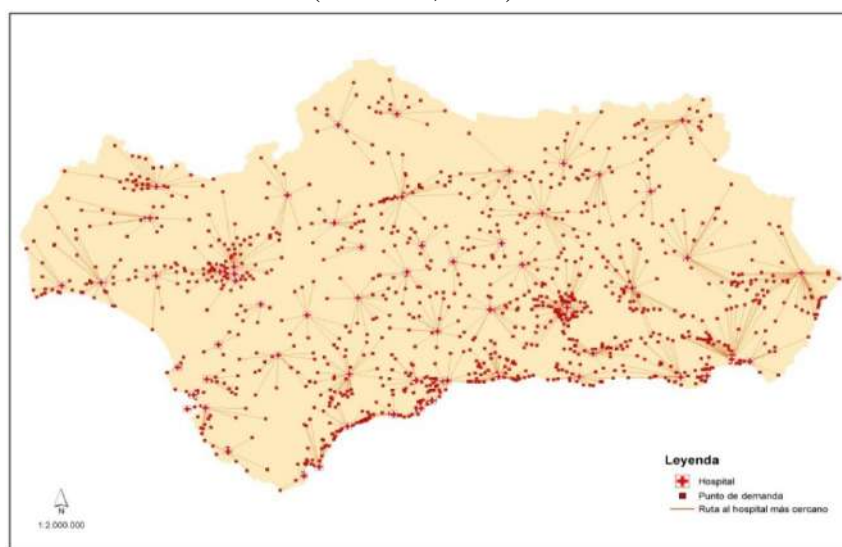 Leyenda
Hospital
Punto de demanda
Ruta al hospital más cercano
N
1:2.000.000